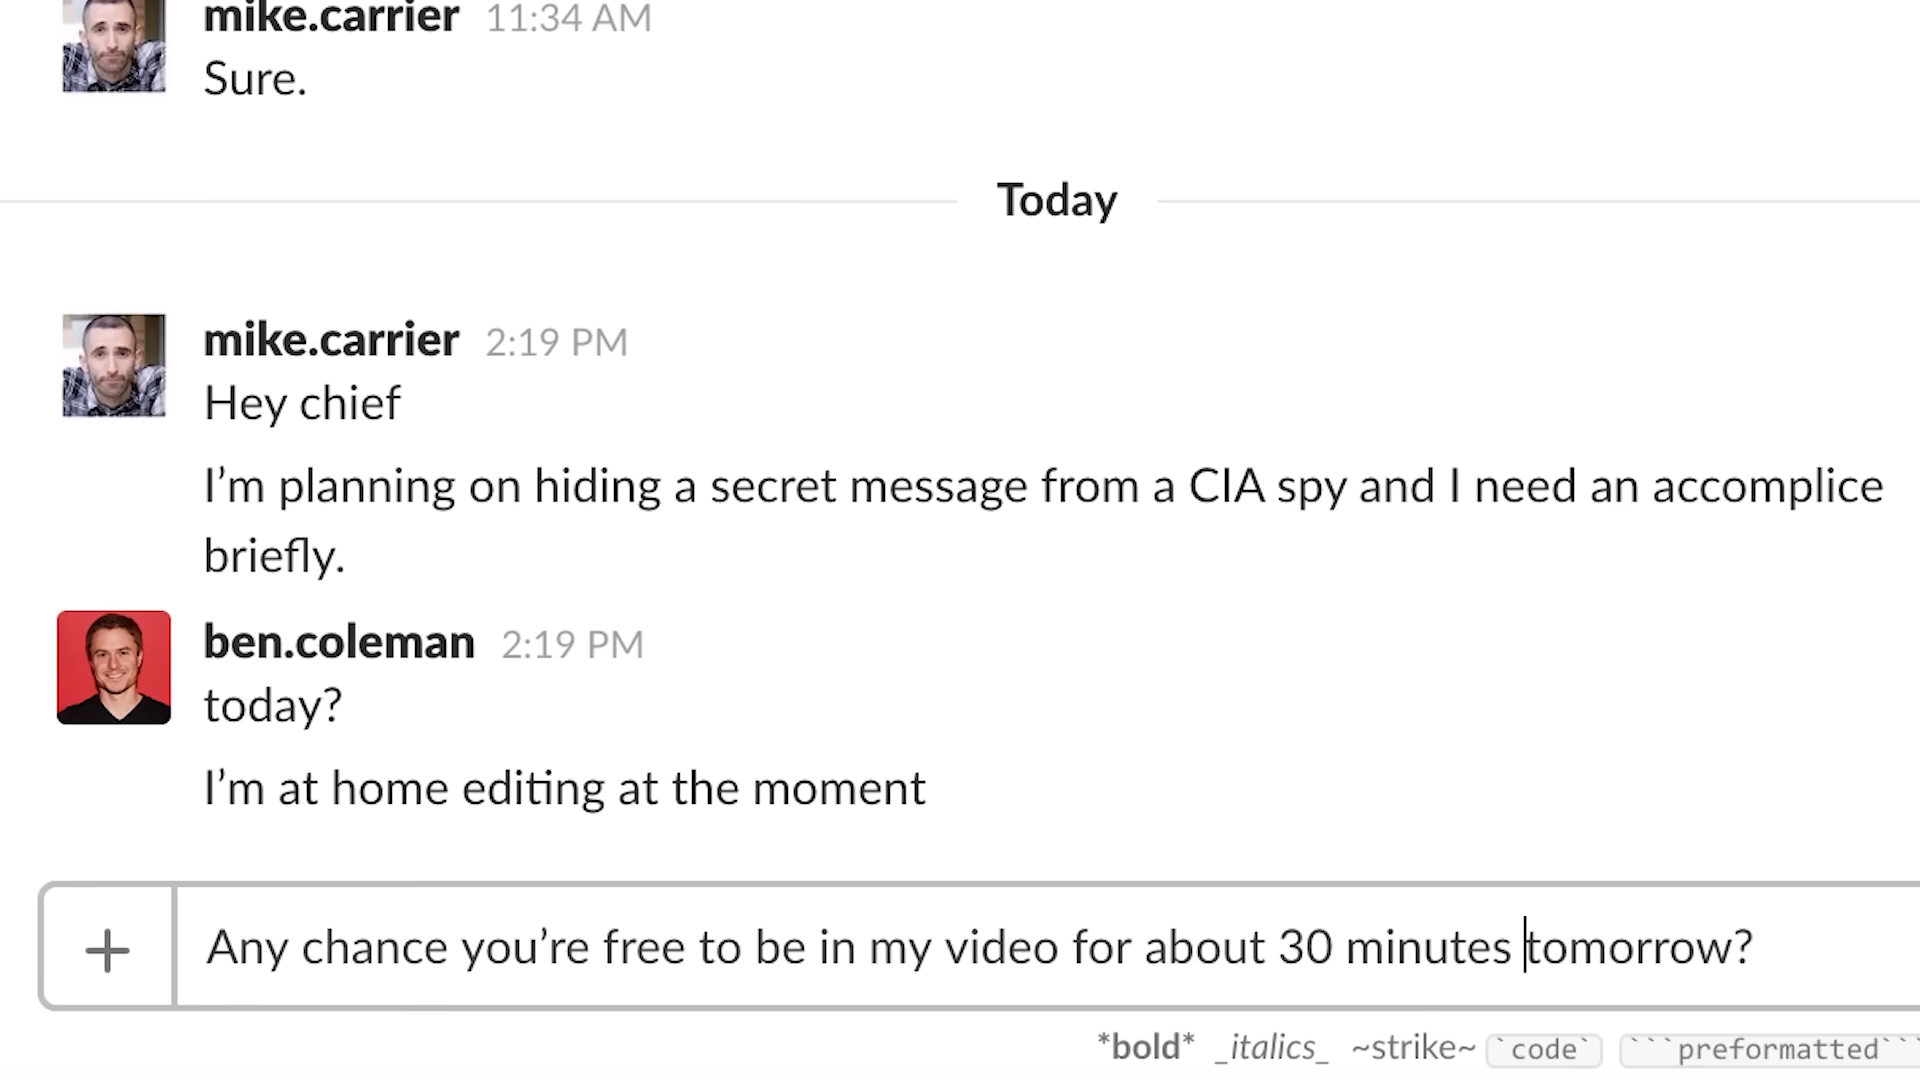 mike.carrier 11:34 AM
Sure.
Today
mike.carrier 2:19 PM
Hey chief
I’m planning on hiding a secret message from a CIA spy and I need an accomplice
briefly.
ben.coleman 2:19 PM
today?
I’m at home editing at the moment
Any chance you’re free to be in my video for about 30 minutes tomorrow?
*bold* _italics_ ~strike~ `code` ```preformatted```